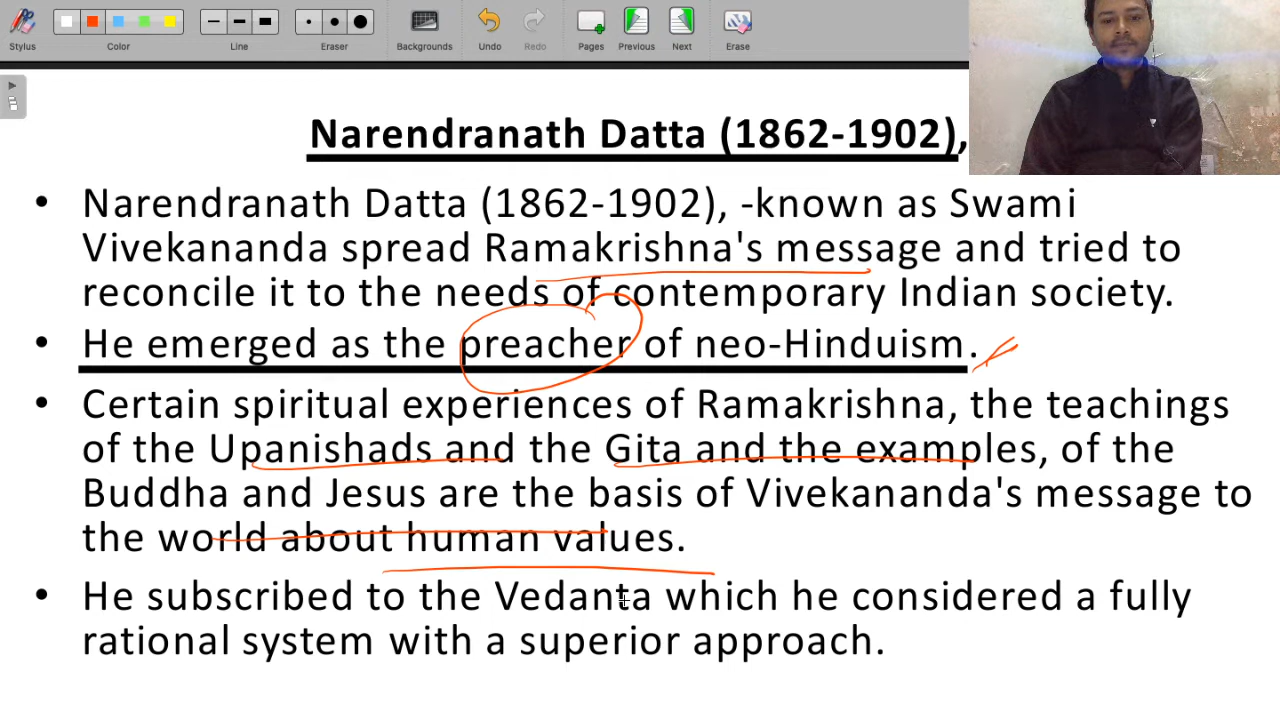 Stylus Color Line Eraser Backgrounds Undo Redo Pages Previous Next Erase
Narendranath Datta (1862-1902),
• Narendranath Datta (1862-1902), -known as Swami
Vivekananda spread Ramakrishna's message and tried to
reconcile it to the needs of contemporary Indian society.
• He emerged as the preacher of neo-Hinduism.
• Certain spiritual experiences of Ramakrishna, the teachings
of the Upanishads and the Gita and the examples, of the
Buddha and Jesus are the basis of Vivekananda's message to
the world about human values.
• He subscribed to the Vedanta which he considered a fully
rational system with a superior approach.